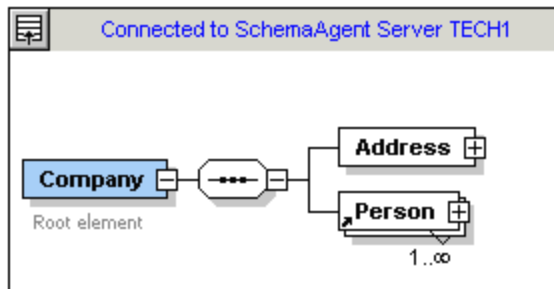 Connected to SchemaAgent Server TECH1
Address
Company
Root element
Person
1..∞